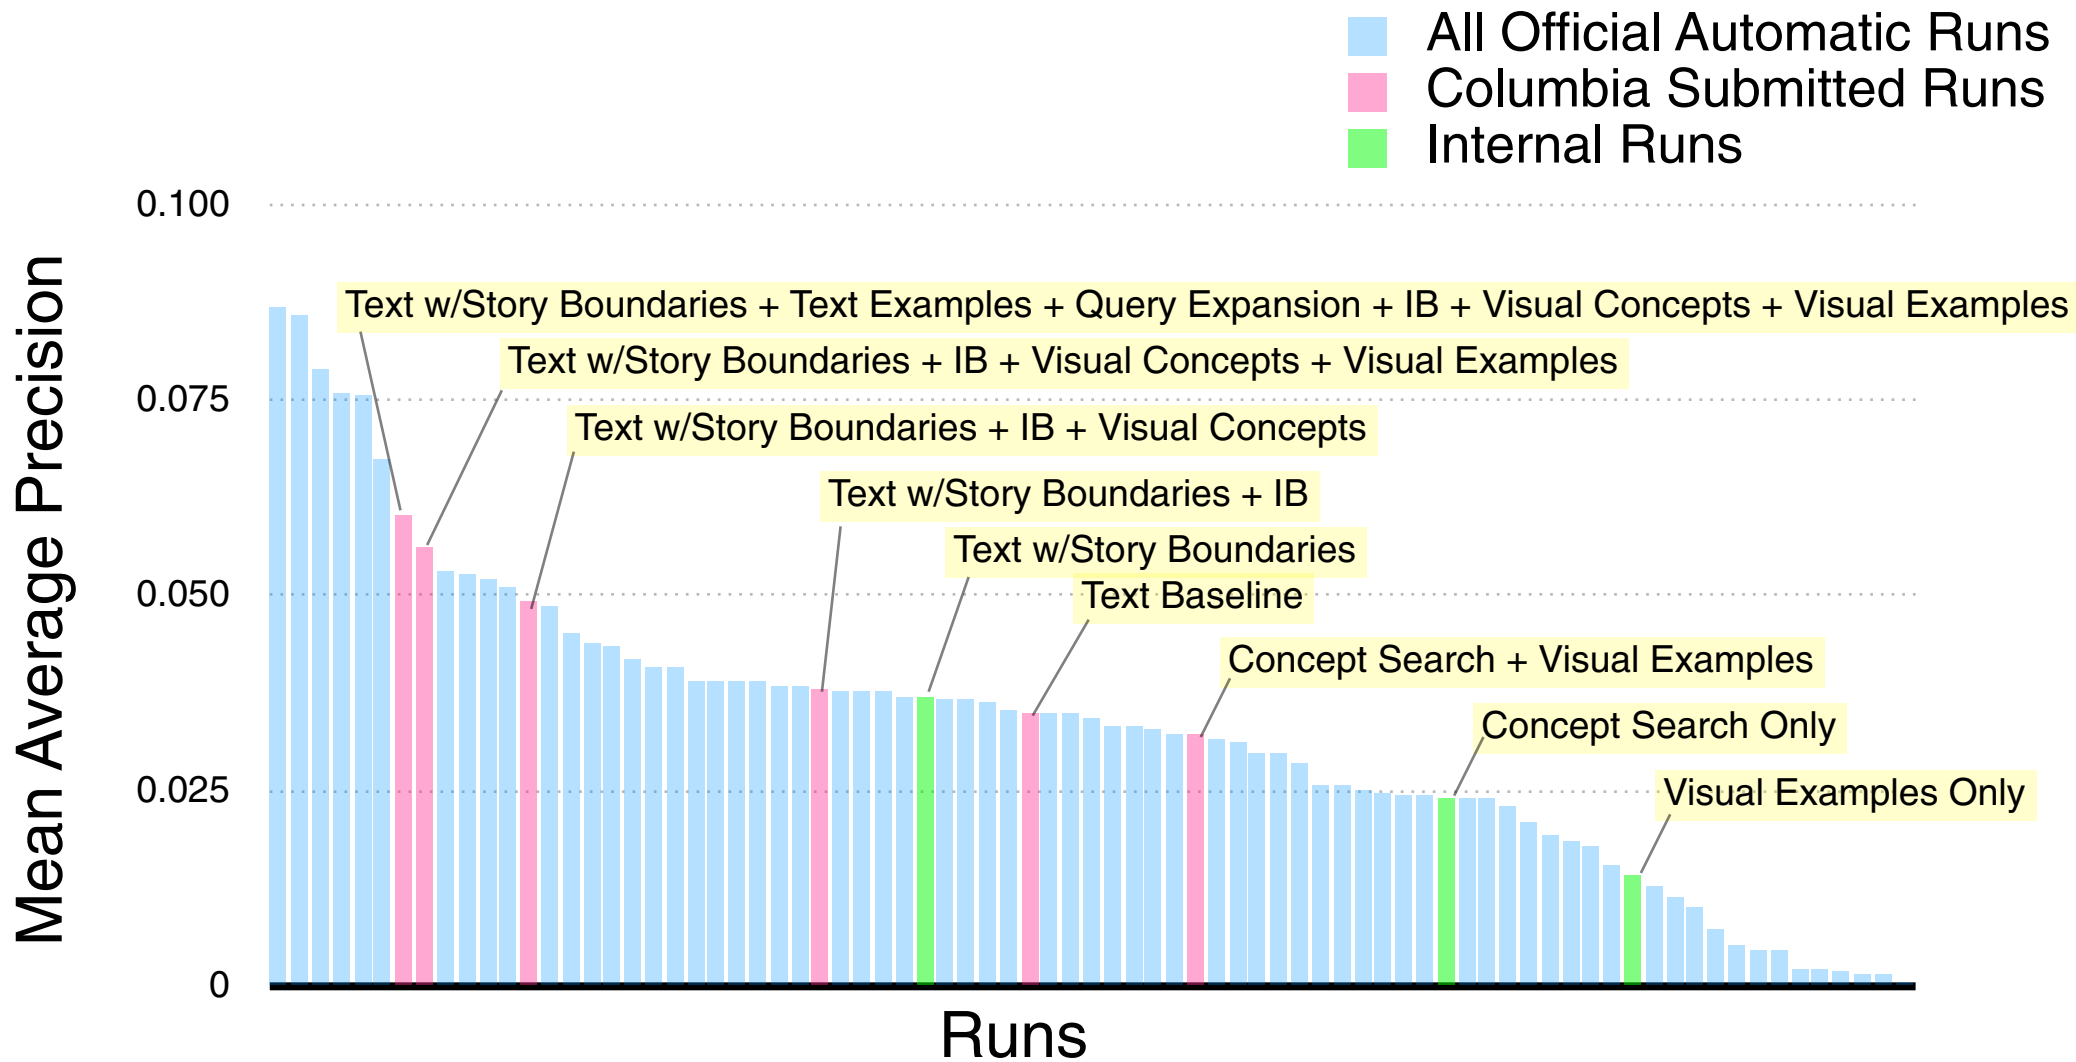 All Official Automatic Runs
Columbia Submitted Runs
Internal Runs
0.100
0.075
0.050
0.025
0
Mean Average Precision
Text w/Story Boundaries + Text Examples + Query Expansion + IB + Visual Concepts + Visual Examples
Text w/Story Boundaries + IB + Visual Concepts + Visual Examples
Text w/Story Boundaries + IB + Visual Concepts
Text w/Story Boundaries + IB
Text w/Story Boundaries
Text Baseline
Concept Search + Visual Examples
Concept Search Only
Visual Examples Only
Runs